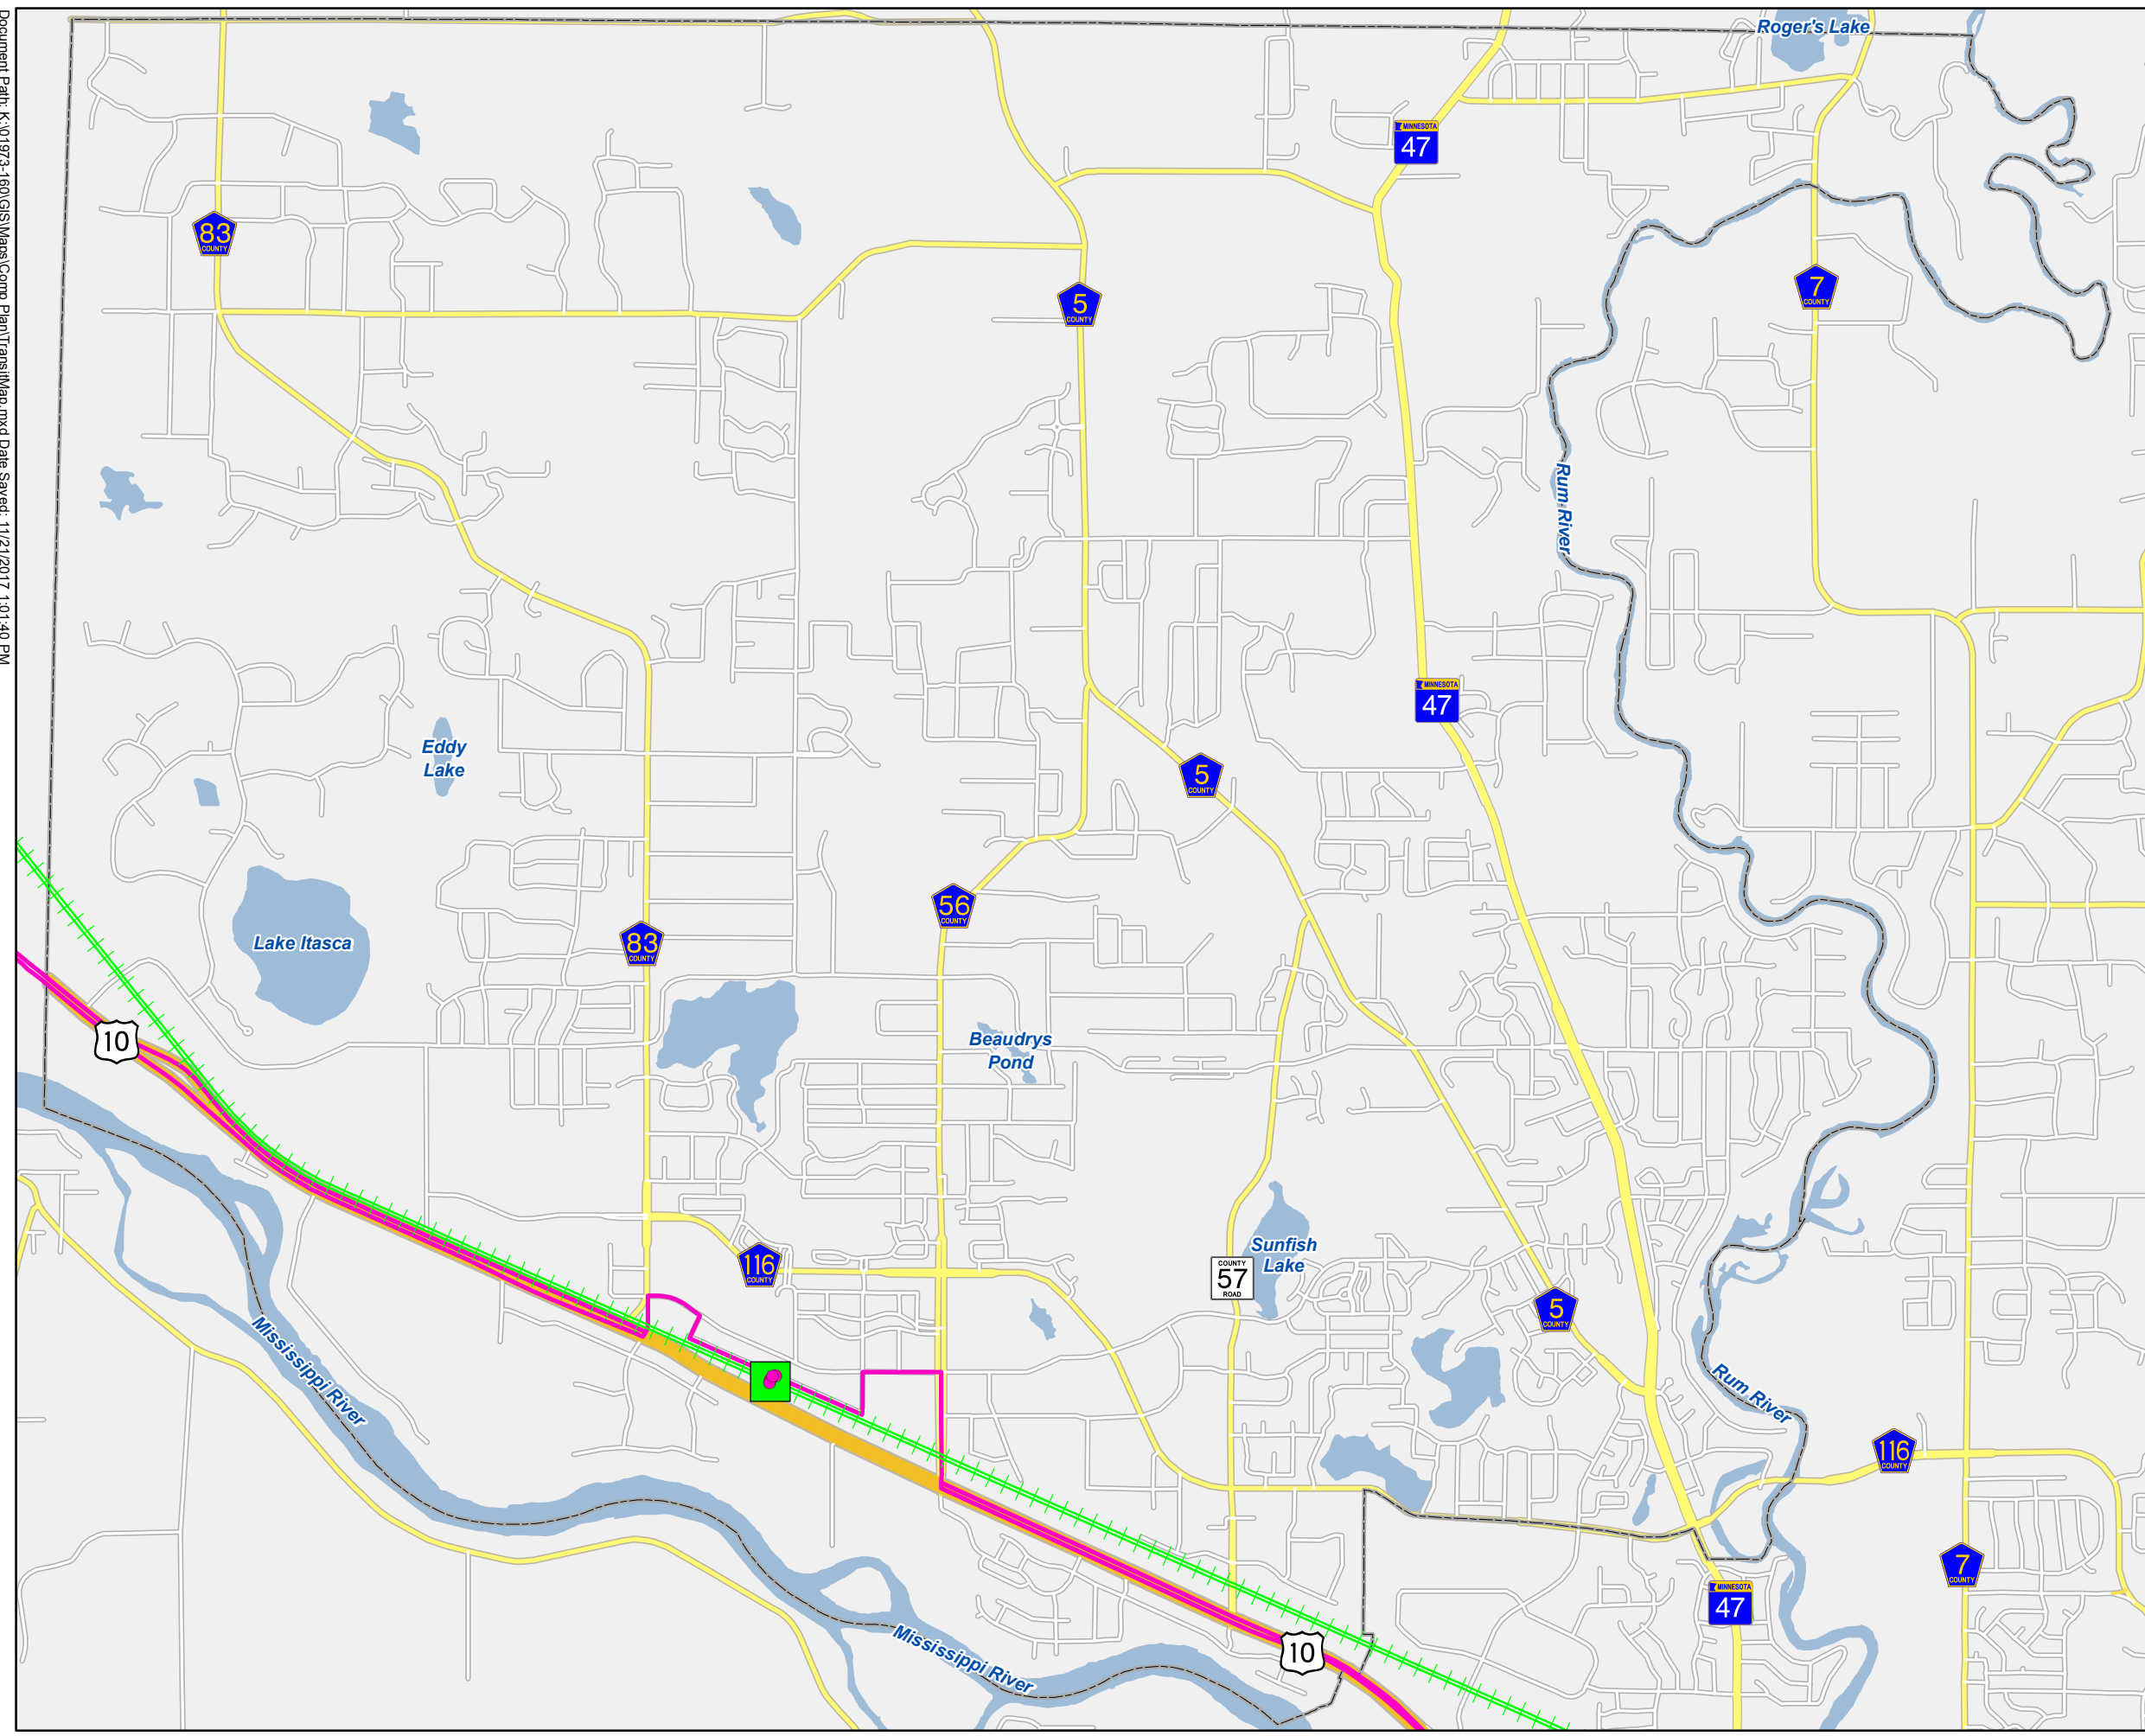 Document Path: K:\01973-160\GIS\Maps\Comp Plan\TransitMap.mxd Date Saved: 11/21/2017 1:01:40 PM
Roger's Lake
MINNESOTA
47
83
COUNTY
7
COUNTY
5
COUNTY
Rum River
MINNESOTA
47
Eddy
Lake
5
COUNTY
56
COUNTY
Lake Itasca
83
COUNTY
10
Beaudrys
Pond
Sunfish
Lake
116
COUNTY
COUNTY
57
ROAD
5
COUNTY
Mississippi River
Rum River
116
COUNTY
7
COUNTY
MINNESOTA
47
Mississippi River
10